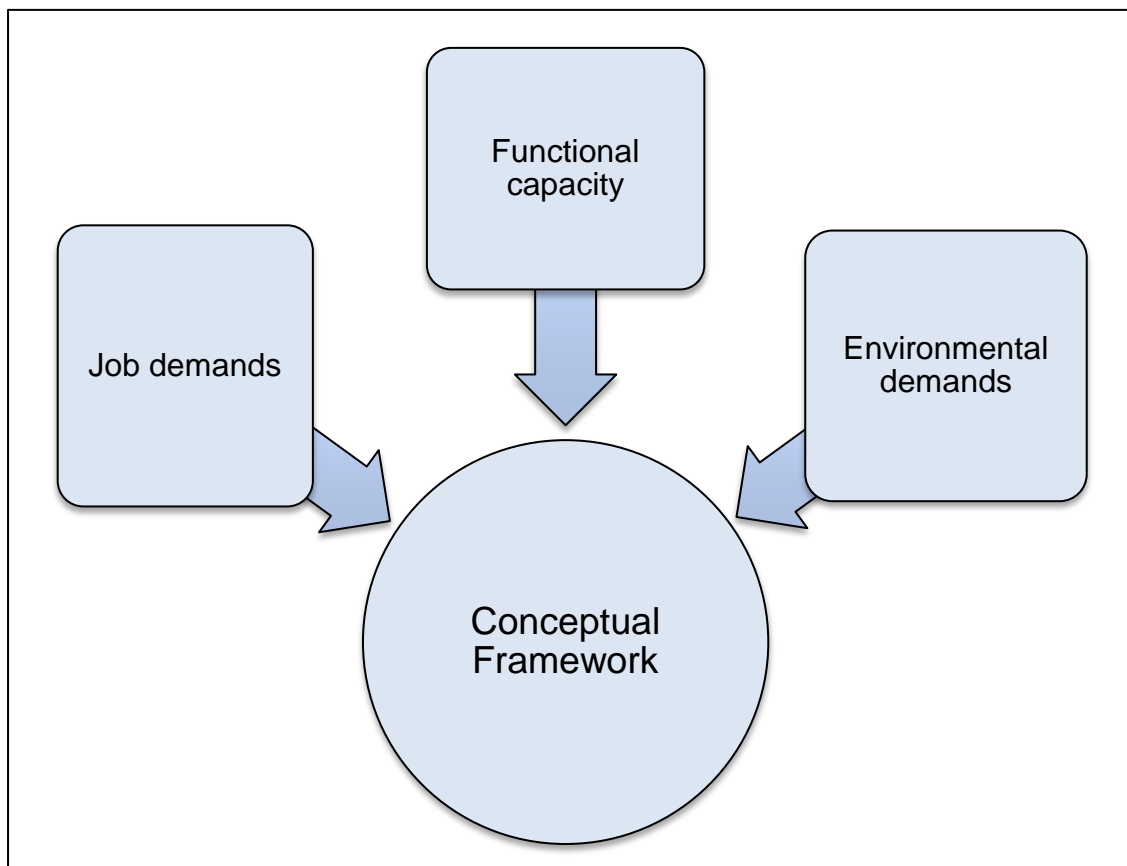 Functional
capacity
Job demands
Environmental
demands
Conceptual
Framework